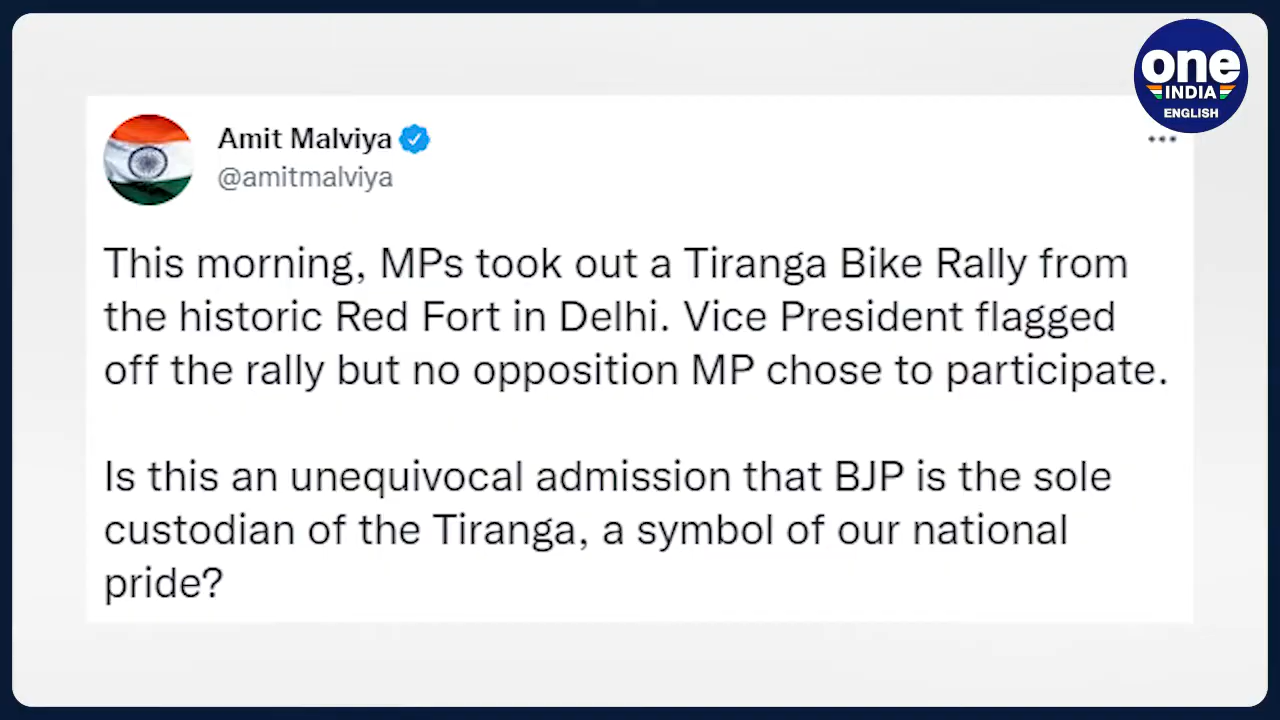 one
INDIA
ENGLISH
Amit Malviya
@amitmalviya
This morning, MPs took out a Tiranga Bike Rally from
the historic Red Fort in Delhi. Vice President flagged
off the rally but no opposition MP chose to participate.
Is this an unequivocal admission that BJP is the sole
custodian of the Tiranga, a symbol of our national
pride?